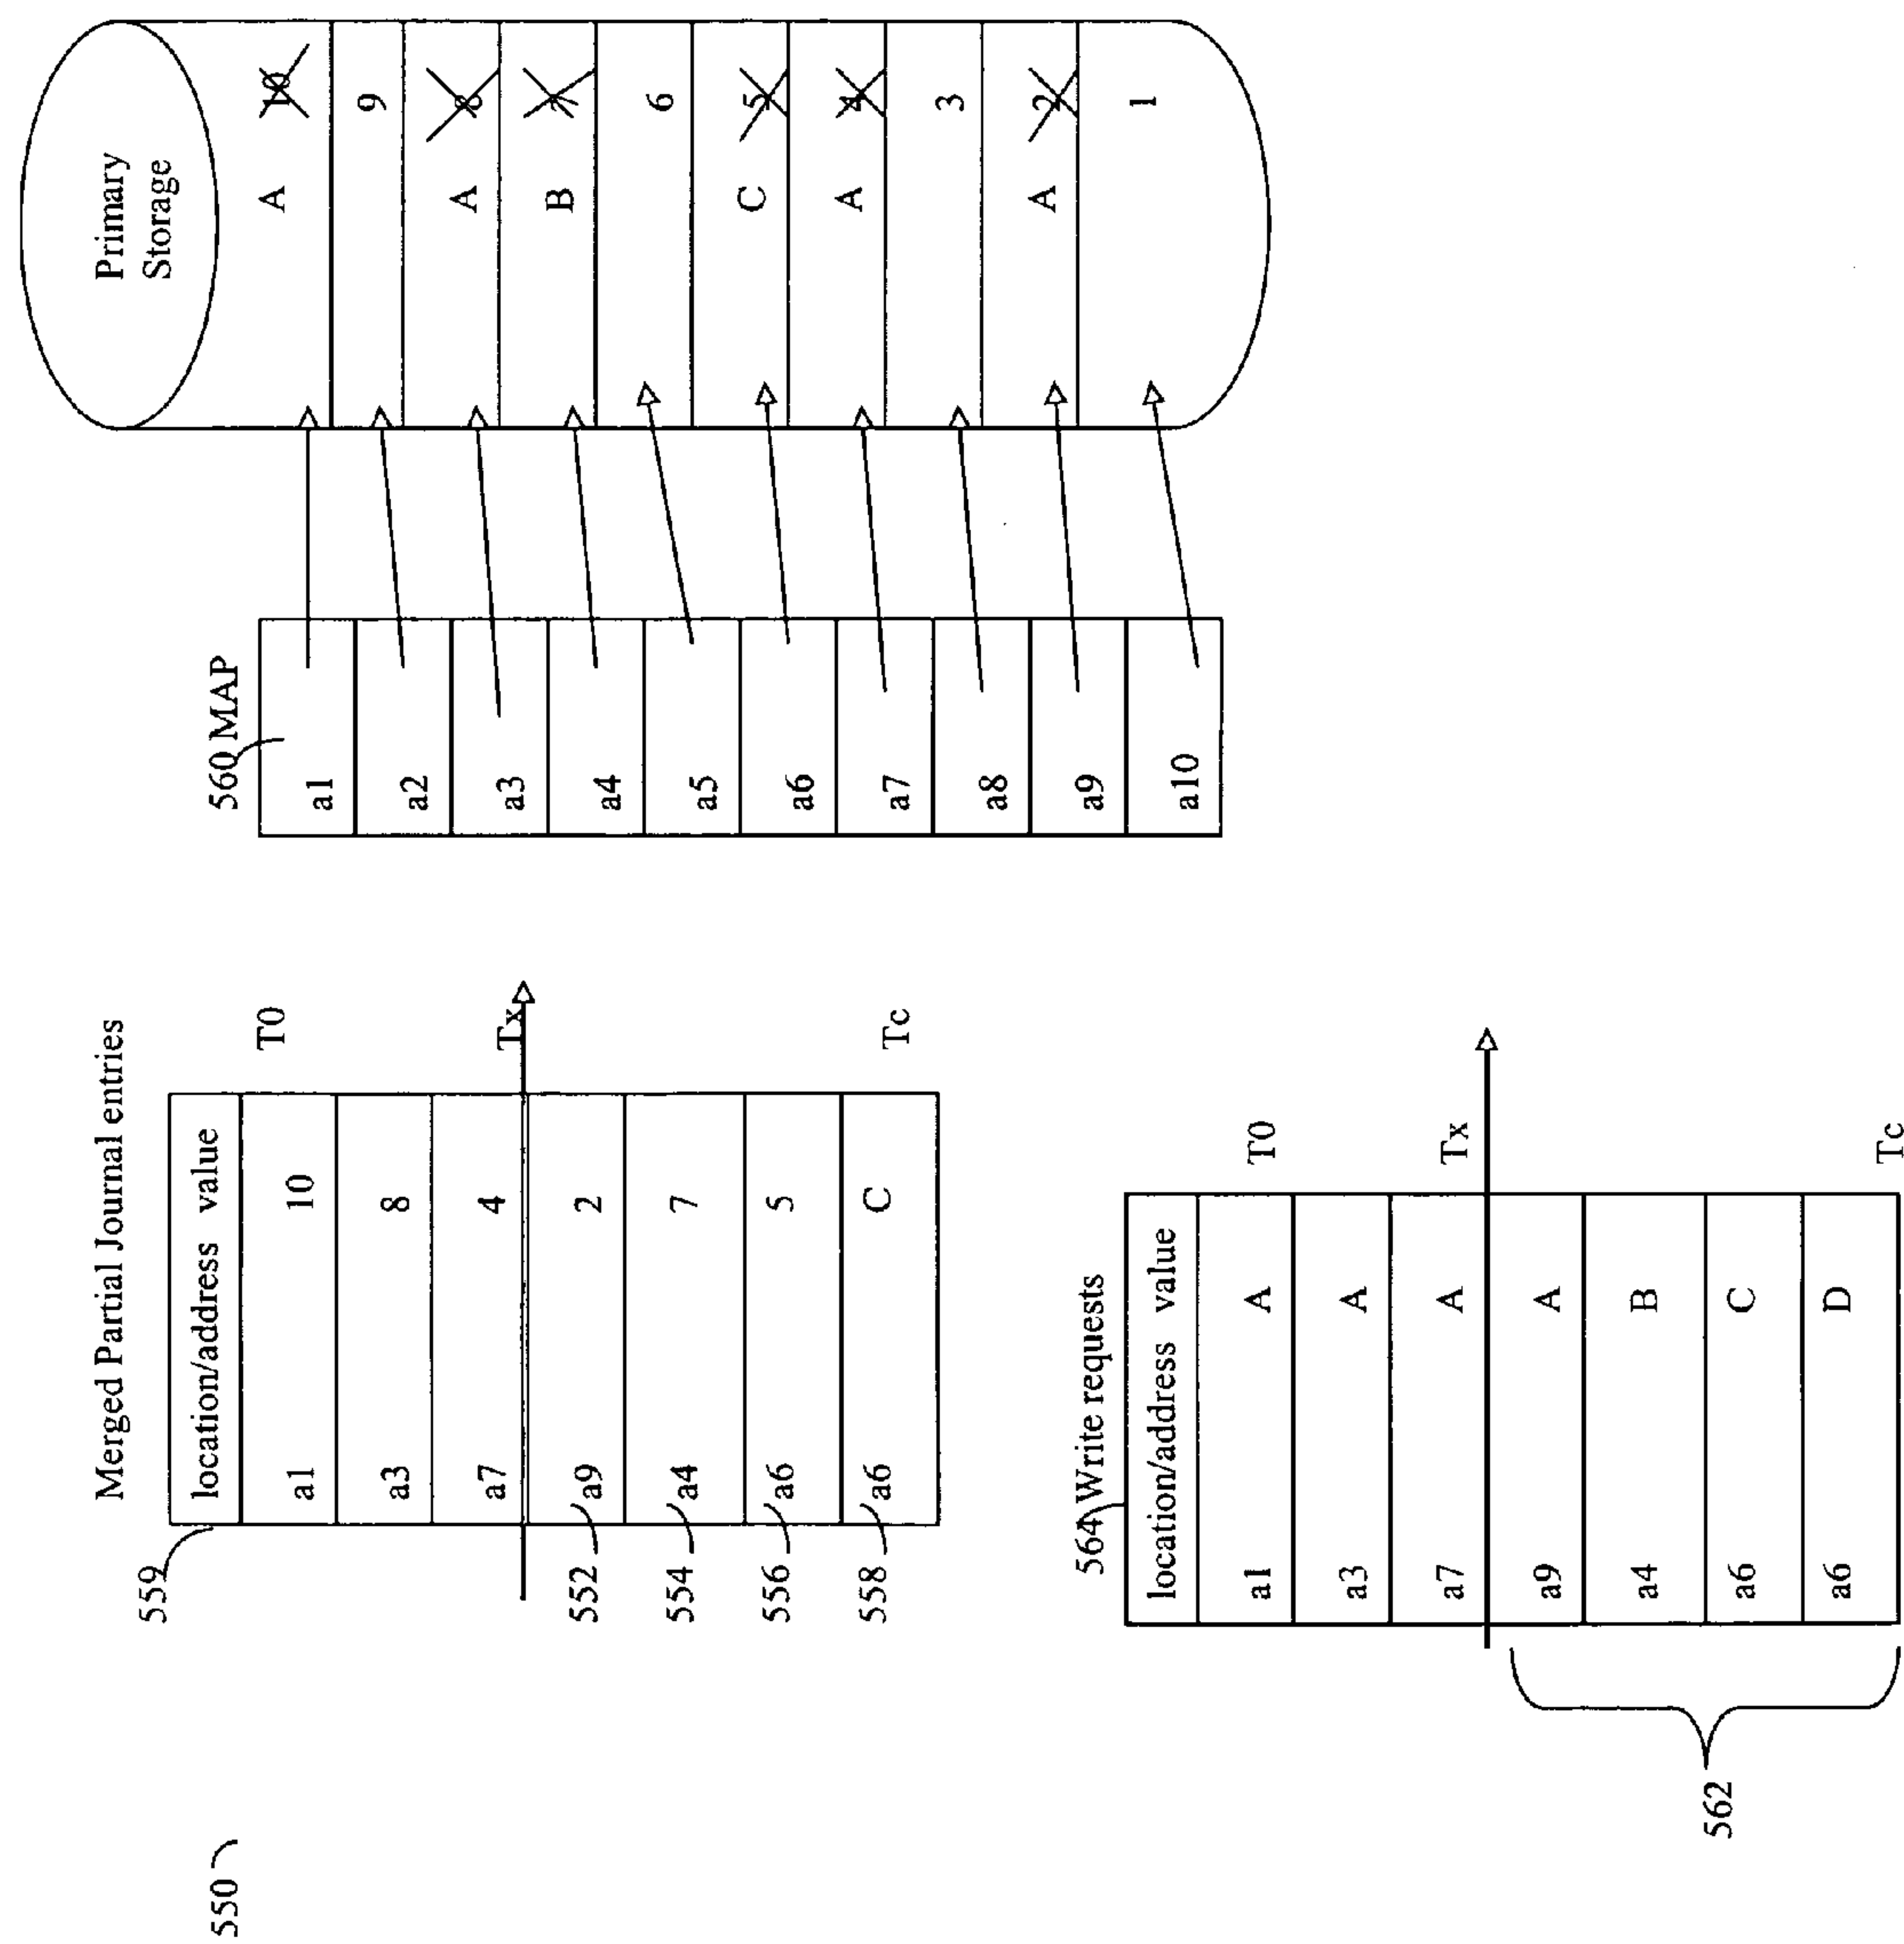 550
Merged Partial Journal entries
559
location/address value
a1 10 T0
a3 8
a7 4 Tx
552 a9 2
554 a4 7
556 a6 5
558 a6 C Tc
560 MAP
a1
a2
a3
a4
a5
a6
a7
a8
a9
a10
Primary
Storage
A 10
9
A 8
B 7
6
C 5
A 4
3
A 2
1
564 Write requests
location/address value
a1 A T0
a3 A
a7 A Tx
a9 A
a4 B
a6 C
a6 D Tc
562